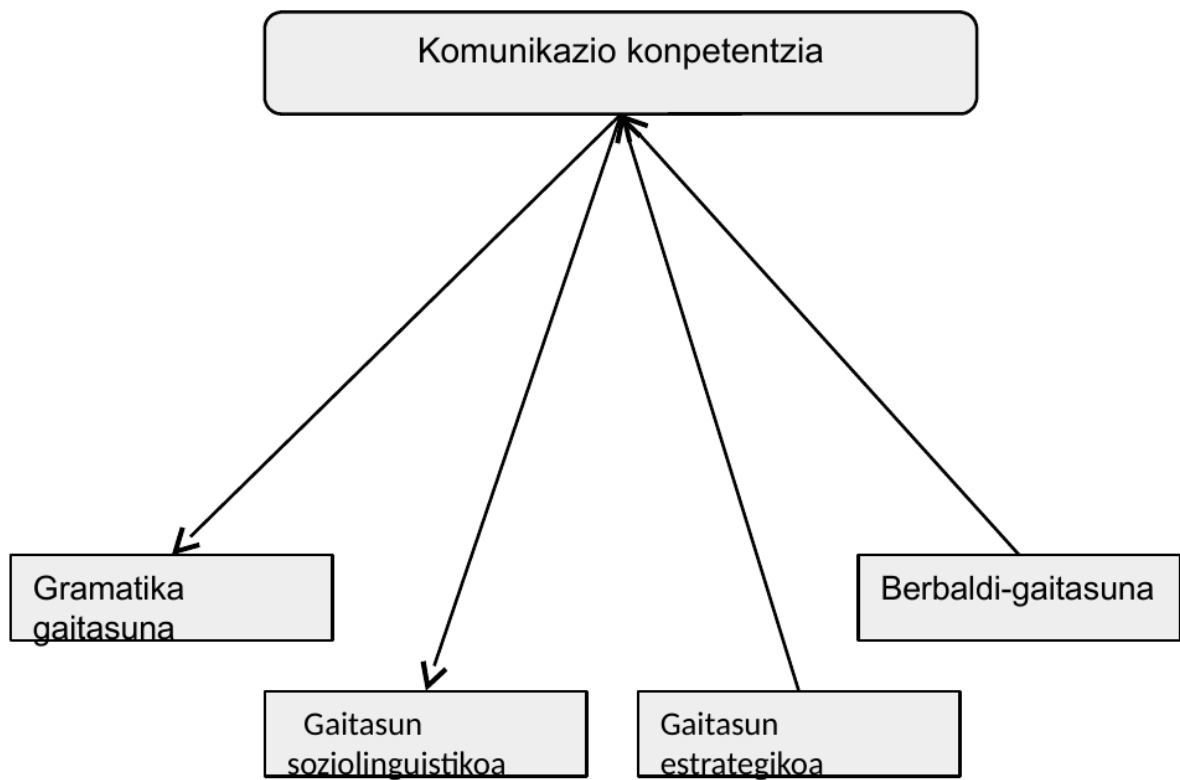 Komunikazio konpetentzia
Gramatika
gaitasuna
Berbaldi-gaitasuna
Gaitasun
soziolinguistikoa
Gaitasun
estrategikoa